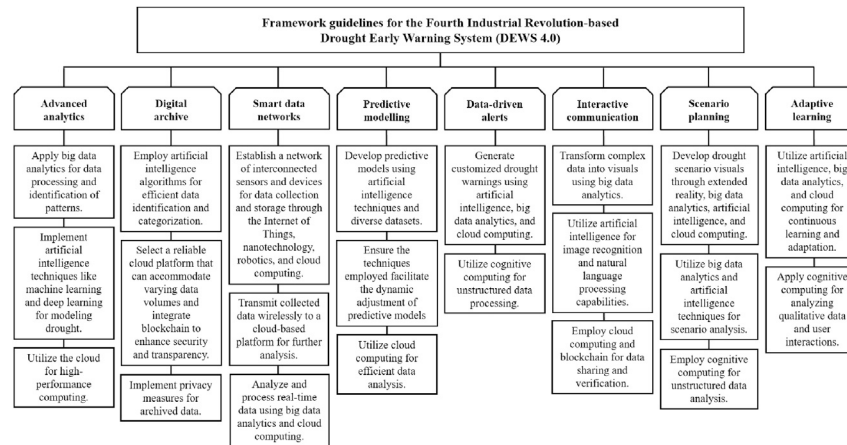 Framework guidelines for the Fourth Industrial Revolution-based
Drought Early Warning System (DEWS 4.0)
Advanced
analytics
Apply big data
analytics for data
processing and
identification of
patterns.
Implement
artificial
intelligence
techniques like
machine learning
and deep learning
for modeling
drought.
Utilize the cloud
for high-
performance
computing.
Digital
archive
Employ artificial
intelligence
algorithms for
efficient data
identification and
categorization.
Select a reliable
cloud platform that
can accommodate
varying data
volumes and
integrate
blockchain to
enhance security
and transparency.
Implement privacy
measures for
archived data.
Smart data
networks
Establish a network
of interconnected
sensors and devices
for data collection
and storage through
the Internet of
Things,
nanotechnology,
robotics, and cloud
computing.
Transmit collected
data wirelessly to a
cloud-based
platform for further
analysis.
Analyze and
process real-time
data using big data
analytics and cloud
computing.
Predictive
modelling
Develop predictive
models using
artificial
intelligence
techniques and
diverse datasets.
Ensure the
techniques
employed facilitate
the dynamic
adjustment of
predictive models
Utilize cloud
computing for
efficient data
analysis.
Data-driven
alerts
Generate
customized drought
warnings using
artificial
intelligence, big
data analytics,
and cloud
computing.
Utilize cognitive
computing for
unstructured data
processing.
Interactive
communication
Transform complex
data into visuals
using big data
analytics.
Utilize artificial
intelligence for
image recognition
and natural
language
processing
capabilities.
Employ cloud
computing and
blockchain for data
sharing and
verification.
Scenario
planning
Develop drought
scenario visuals
through extended
reality, big data
analytics, artificial
intelligence, and
cloud computing.
Utilize big data
analytics and
artificial
intelligence
techniques for
scenario analysis.
Employ cognitive
computing for
unstructured data
analysis.
Adaptive
learning
Utilize artificial
intelligence, big
data analytics,
and cloud
computing for
continuous
learning and
adaptation.
Apply cognitive
computing for
analyzing
qualitative data
and user
interactions.